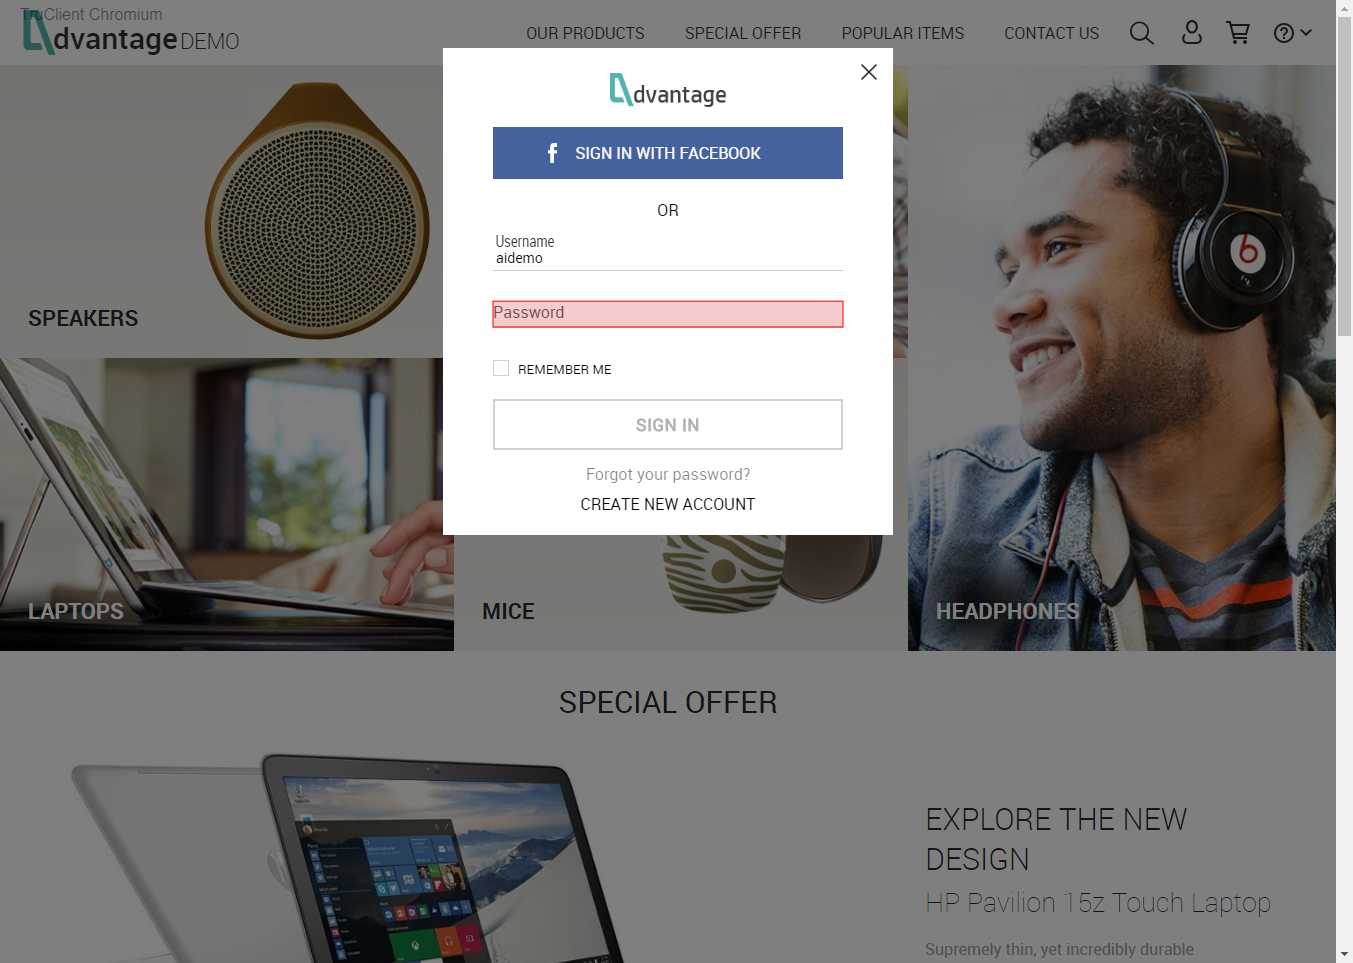 TruClient Chromium
dvantage DEMO
OUR PRODUCTS
SPECIAL OFFER
POPULAR ITEMS
CONTACT US
dvantage
SIGN IN WITH FACEBOOK
OR
Username
aidemo
Password
REMEMBER ME
SIGN IN
Forgot your password?
CREATE NEW ACCOUNT
SPEAKERS
LAPTOPS
MICE
HEADPHONES
SPECIAL OFFER
EXPLORE THE NEW
DESIGN
HP Pavilion 15z Touch Laptop
Supremely thin, yet incredibly durable